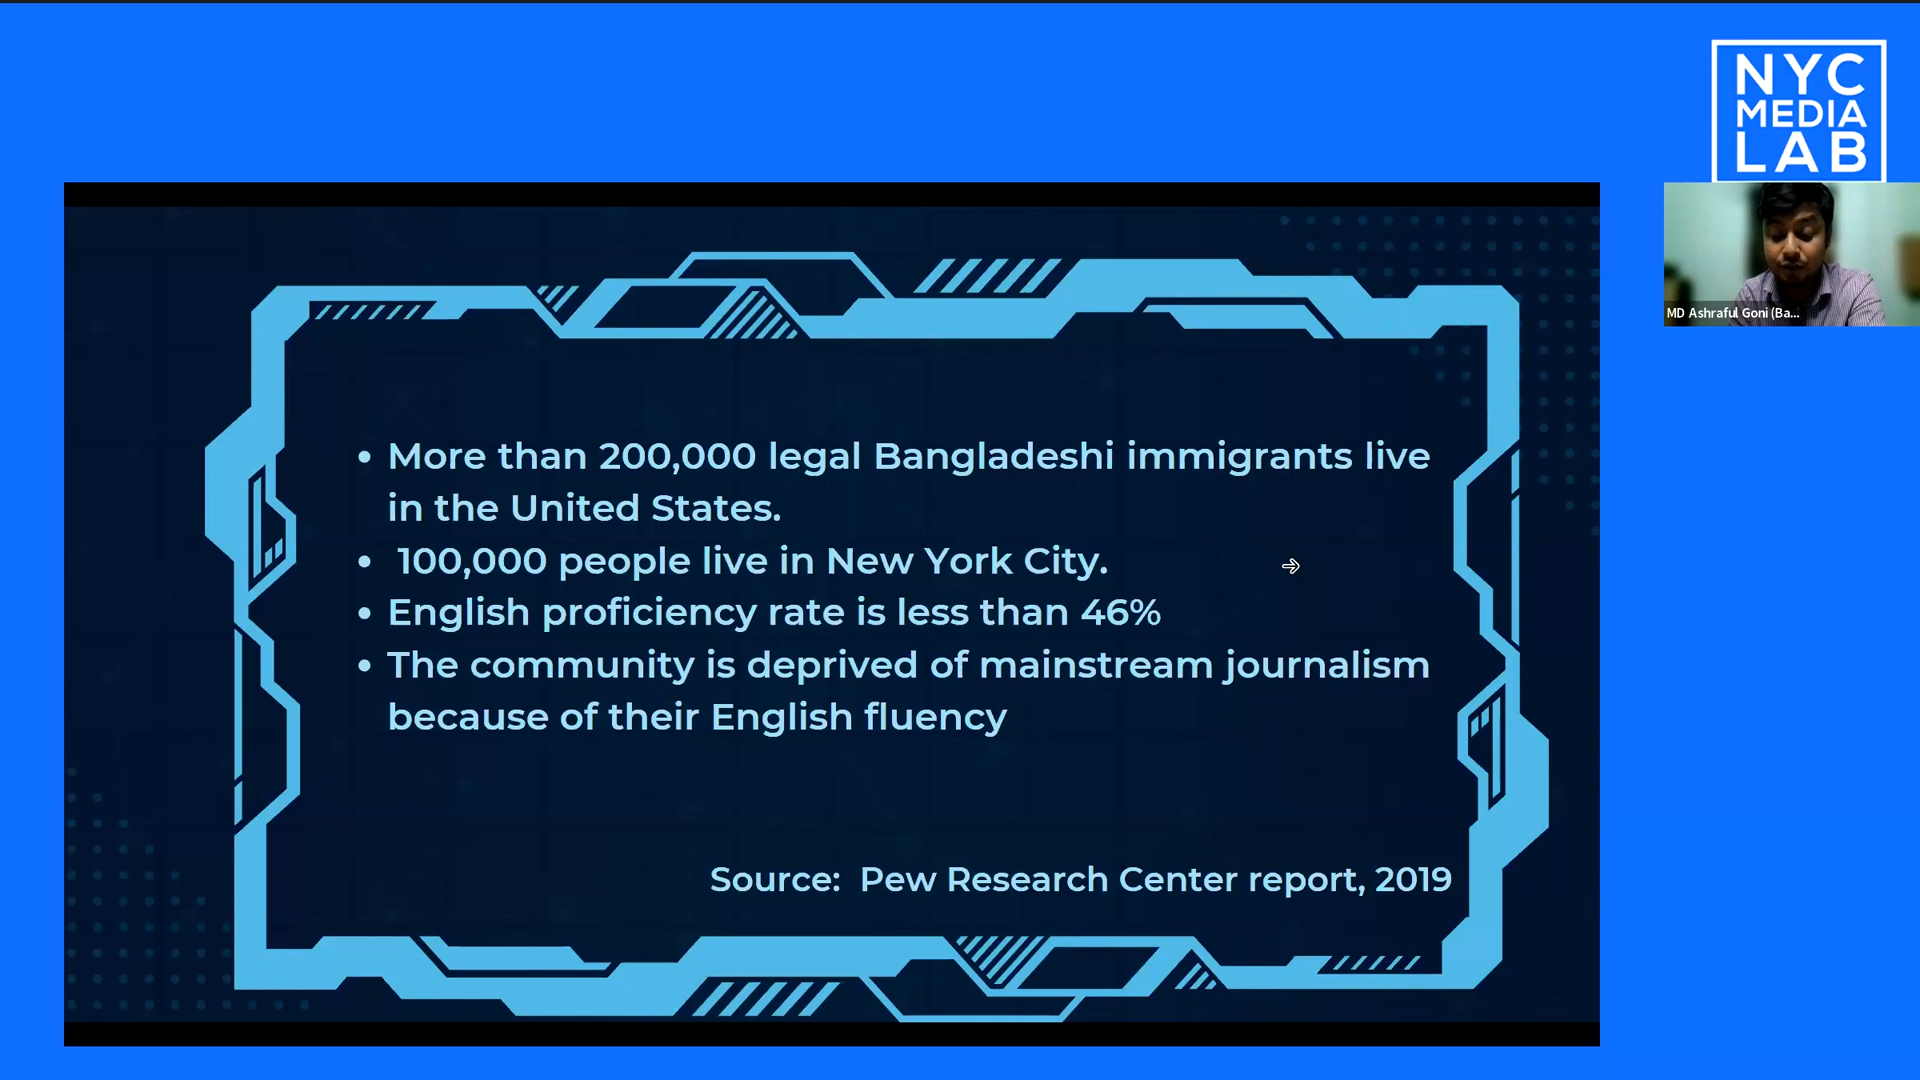 NYC
MEDIA
LAB
MD Ashraful Goni (Ba...
• More than 200,000 legal Bangladeshi immigrants live
in the United States.
• 100,000 people live in New York City.
• English proficiency rate is less than 46%
• The community is deprived of mainstream journalism
because of their English fluency
Source: Pew Research Center report, 2019